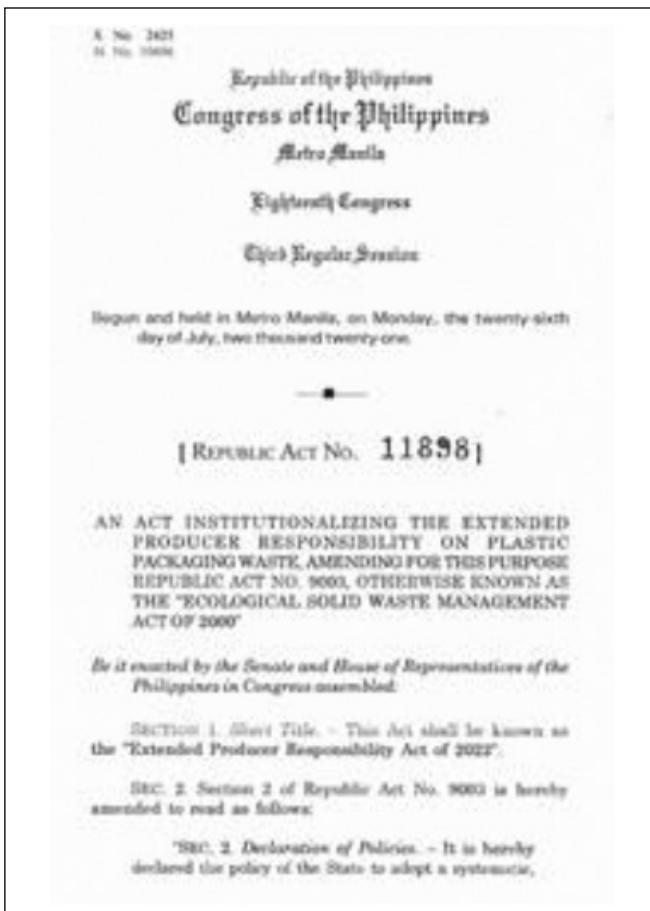 S. No. 2425
H. No. 10696
Republic of the Philippines
Congress of the Philippines
Metro Manila
Eighteenth Congress
Third Regular Session
Begun and held in Metro Manila, on Monday, the twenty-sixth
day of July, two thousand twenty-one.
[ REPUBLIC ACT NO. 11898 ]
AN ACT INSTITUTIONALIZING THE EXTENDED
PRODUCER RESPONSIBILITY ON PLASTIC
PACKAGING WASTE, AMENDING FOR THIS PURPOSE
REPUBLIC ACT NO. 9003, OTHERWISE KNOWN AS
THE "ECOLOGICAL SOLID WASTE MANAGEMENT
ACT OF 2000"
Be it enacted by the Senate and House of Representatives of the
Philippines in Congress assembled:
SECTION 1. Short Title. – This Act shall be known as
the "Extended Producer Responsibility Act of 2022".
SEC. 2. Section 2 of Republic Act No. 9003 is hereby
amended to read as follows:
"SEC. 2. Declaration of Policies. – It is hereby
declared the policy of the State to adopt a systematic,